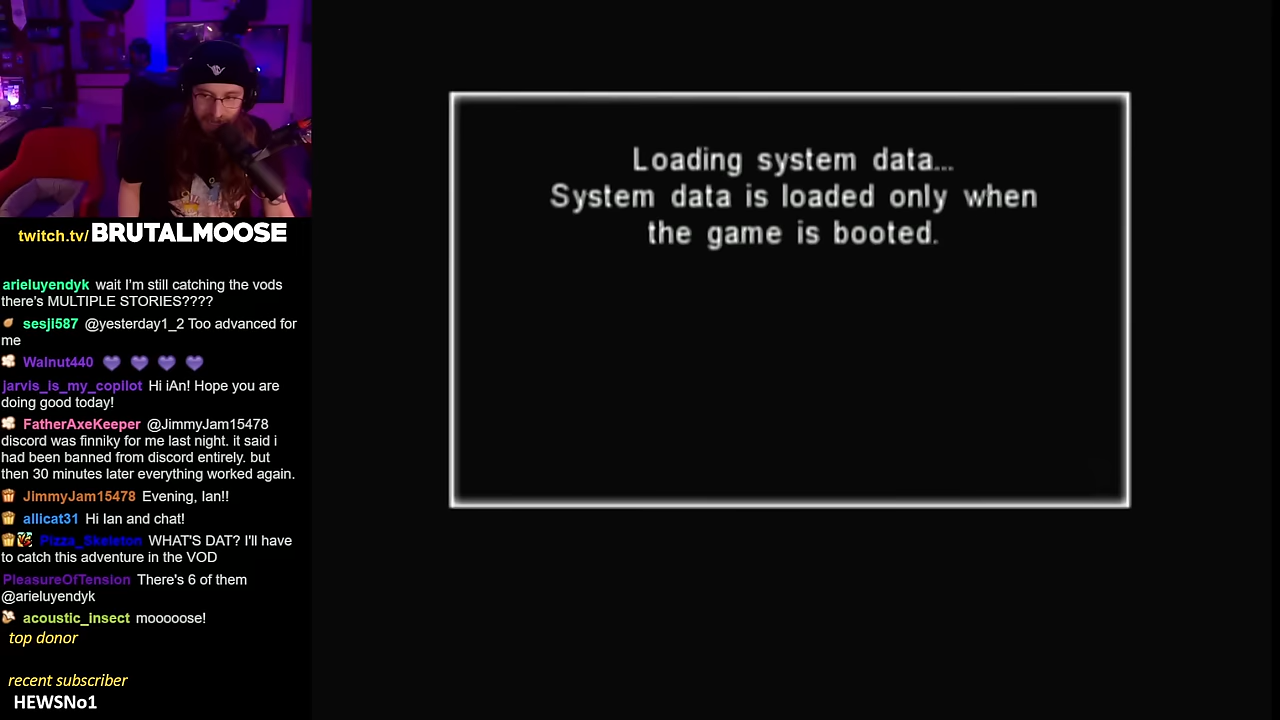 Loading system data...
System data is loaded only when
the game is booted.
twitch.tv/BRUTALMOOSE
arieluyendyk wait I'm still catching the vods
there's MULTIPLE STORIES????
sesji587 @yesterday1_2 Too advanced for
me
Walnut440
jarvis_is_my_copilot Hi iAn! Hope you are
doing good today!
FatherAxeKeeper @JimmyJam15478
discord was finniky for me last night. it said i
had been banned from discord entirely. but
then 30 minutes later everything worked again.
JimmyJam15478 Evening, Ian!!
allicat31 Hi Ian and chat!
Pizza_Skeleton WHAT'S DAT? I'll have
to catch this adventure in the VOD
PleasureOfTension There's 6 of them
@arieluyendyk
acoustic_insect mooooose!
top donor
recent subscriber
HEWSNo1